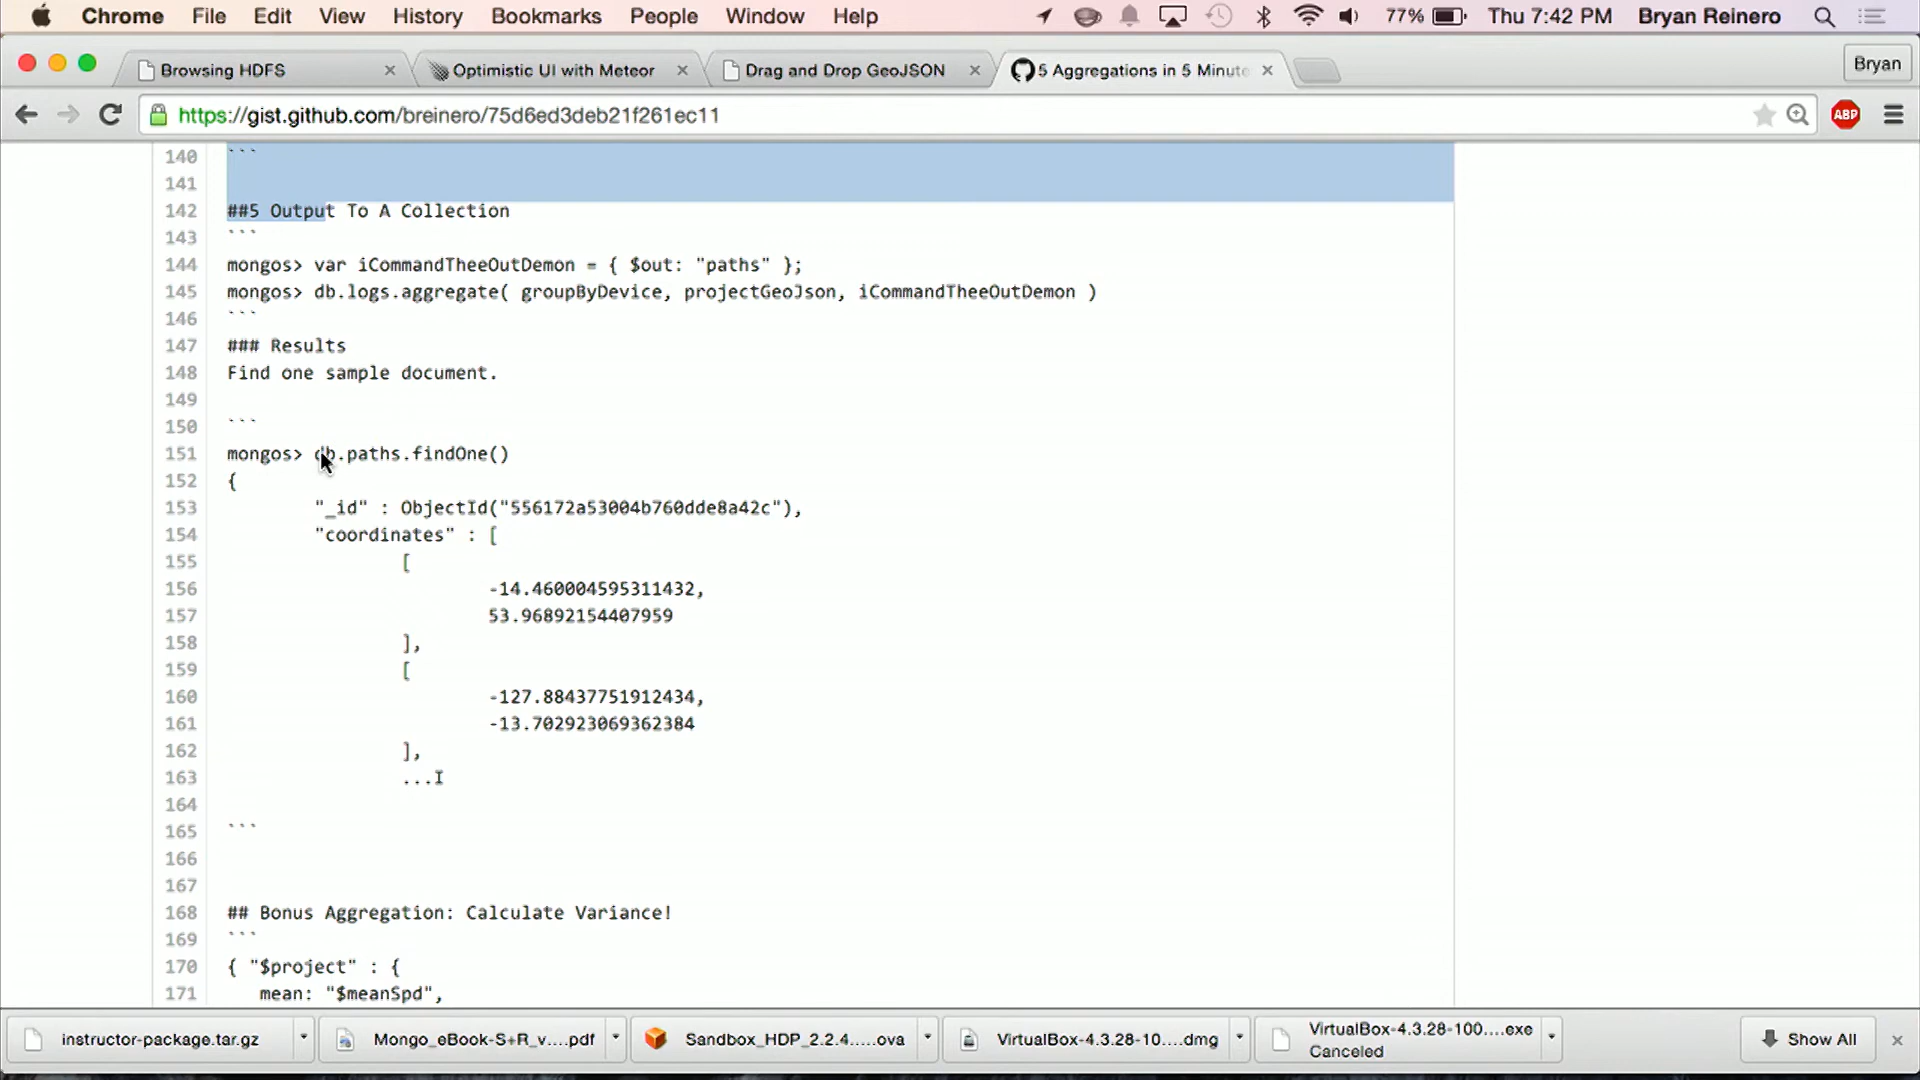 Chrome File Edit View History Bookmarks People Window Help 77% Thu 7:42 PM Bryan Reinero
Browsing HDFS Optimistic UI with Meteor Drag and Drop GeoJSON 5 Aggregations in 5 Minute Bryan
https://gist.github.com/breinero/75d6ed3deb21f261ec11 ABP
140 ```
141
142 ##5 Output To A Collection
143 ```
144 mongos> var iCommandTheeOutDemon = { $out: "paths" };
145 mongos> db.logs.aggregate( groupByDevice, projectGeoJson, iCommandTheeOutDemon )
146 ```
147 ### Results
148 Find one sample document.
149
150 ```
151 mongos> db.paths.findOne()
152 {
153 "_id" : ObjectId("556172a53004b760dde8a42c"),
154 "coordinates" : [
155 [
156 -14.460004595311432,
157 53.96892154407959
158 ],
159 [
160 -127.88437751912434,
161 -13.702923069362384
162 ],
163 ...
164
165 ```
166
167
168 ## Bonus Aggregation: Calculate Variance!
169 ```
170 { "$project" : {
171 mean: "$meanSpd",
instructor-package.tar.gz Mongo_eBook-S+R_v....pdf Sandbox_HDP_2.2.4.....ova VirtualBox-4.3.28-10....dmg VirtualBox-4.3.28-100....exe Show All
Canceled